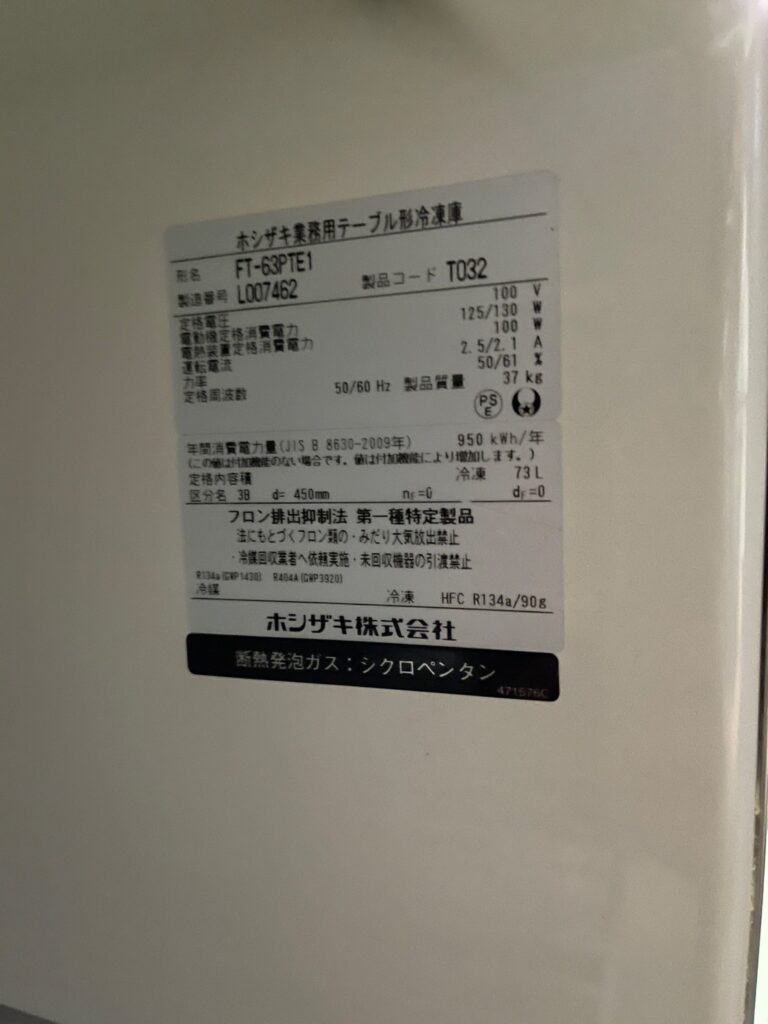 ホシザキ業務用テーブル形冷凍庫
形名 FT-63PTE1
製造番号 L007462 製品コード T032
定格電圧 100 V
電動機定格消費電力 125/130 W
電熱装置定格消費電力 100 W
運転電流 2.5/2.1 A
力率 50/61 %
定格周波数 50/60 Hz 製品質量 37 kg
PS E
年間消費電力量(JIS B 8630-2009年) 950 kWh/年
(この値は付加機能のない場合です。値は付加機能により増加します。)
定格内容積 冷凍 73 L
区分名 3B d= 450mm nF=0 dF=0
フロン排出抑制法 第一種特定製品
法にもとづくフロン類の・みだり大気放出禁止
・冷媒回収業者へ依頼実施・未回収機器の引渡禁止
R134a(GWP1430) R404A(GWP3920)
冷媒 冷凍 HFC R134a/90g
ホシザキ株式会社
断熱発泡ガス:シクロペンタン
471576C